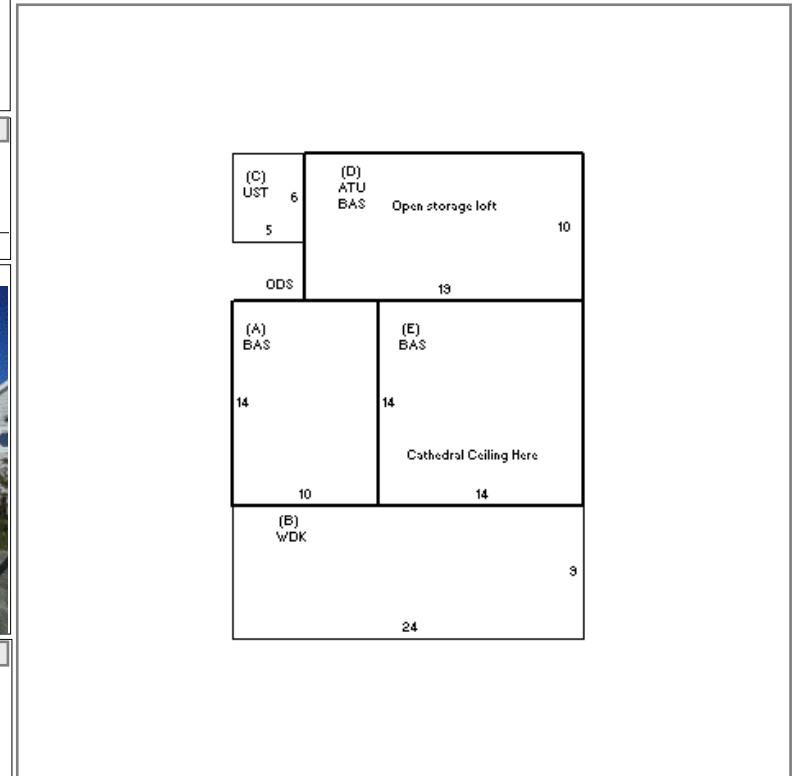 (C)
UST
6
5
(D)
ATU
BAS
Open storage loft
10
19
ODS
(A)
BAS
14
10
(E)
BAS
14
Cathedral Ceiling Here
14
(B)
WDK
9
24